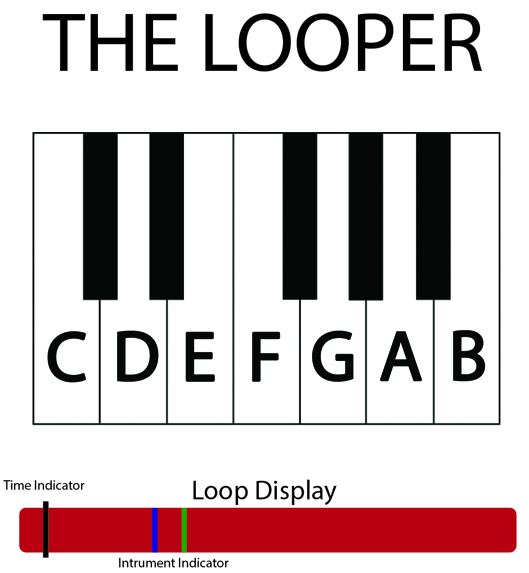 THE LOOPER
C D E F G A B
Time Indicator
Loop Display
Intrument Indicator